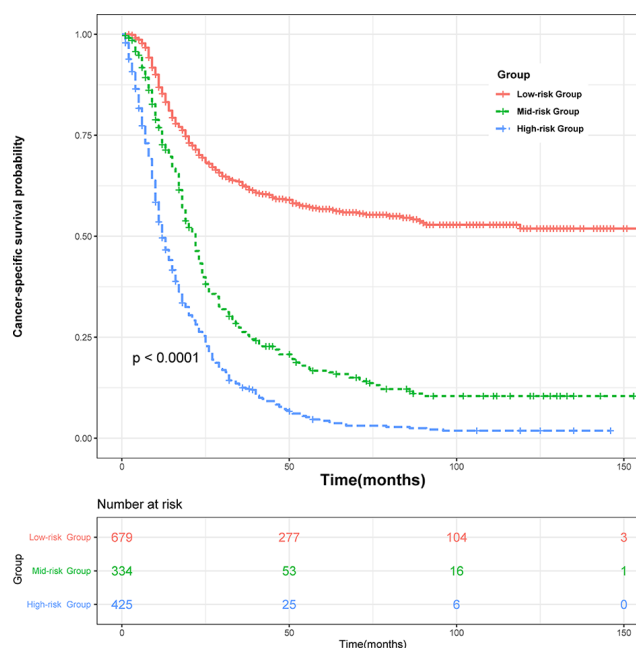 Cancer-specific survival probability
1.00
0.75
0.50
0.25
0.00
Group
Low-risk Group
Mid-risk Group
High-risk Group
p < 0.0001
0 50 100 150
Time(months)
Number at risk
Group
Low-risk Group 679 277 104 3
Mid-risk Group 334 53 16 1
High-risk Group 425 25 6 0
0 50 100 150
Time(months)